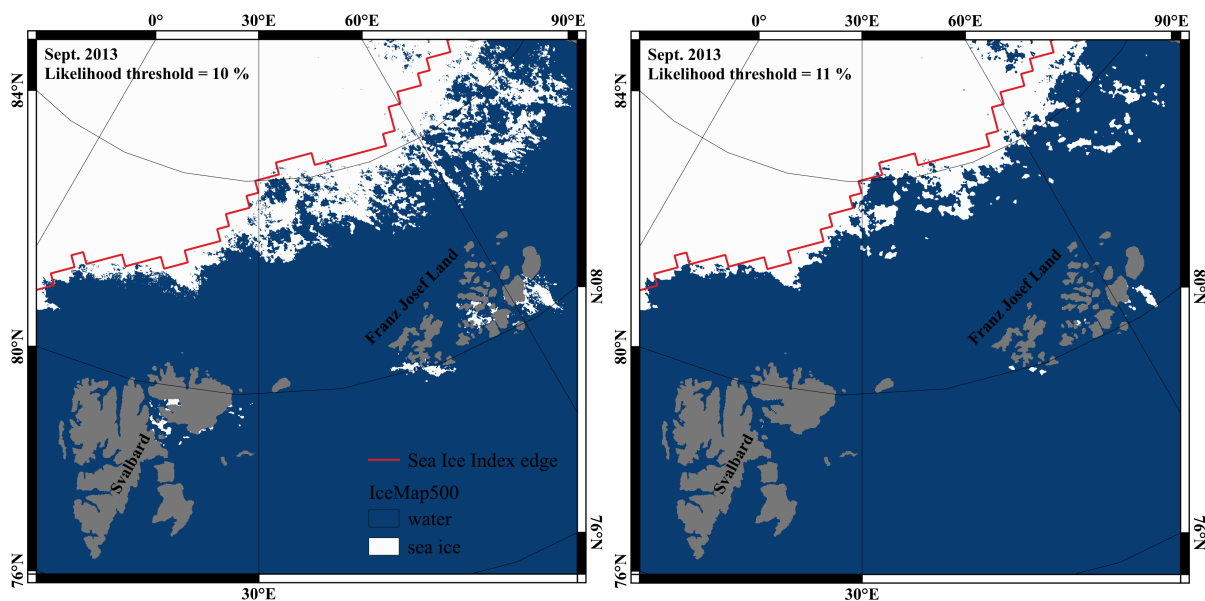 0° 30°E 60°E 90°E
0° 30°E 60°E 90°E
Sept. 2013
Likelihood threshold = 10 %
84°N
80°N
76°N
Franz Josef Land
Svalbard
Sea Ice Index edge
IceMap500
water
sea ice
80°N
76°N
30°E
Sept. 2013
Likelihood threshold = 11 %
84°N
80°N
76°N
Franz Josef Land
Svalbard
80°N
76°N
30°E